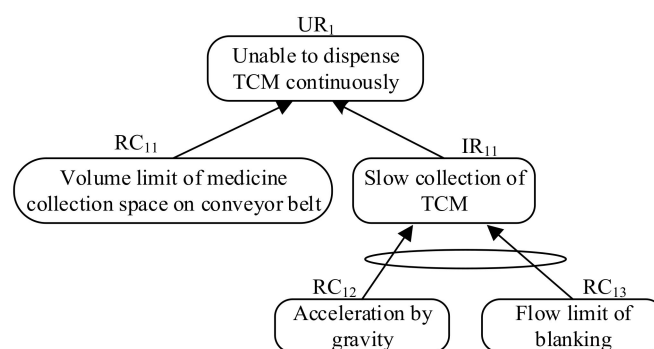 UR₁
Unable to dispense
TCM continuously
RC₁₁
Volume limit of medicine
collection space on conveyor belt
IR₁₁
Slow collection of
TCM
RC₁₂
Acceleration by
gravity
RC₁₃
Flow limit of
blanking